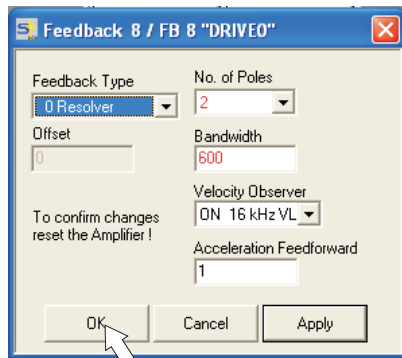 Feedback 8 / FB 8 "DRIVE0"
Feedback Type
0 Resolver
Offset
0
To confirm changes
reset the Amplifier !
No. of Poles
2
Bandwidth
600
Velocity Observer
ON 16 kHz VL
Acceleration Feedforward
1
OK
Cancel
Apply